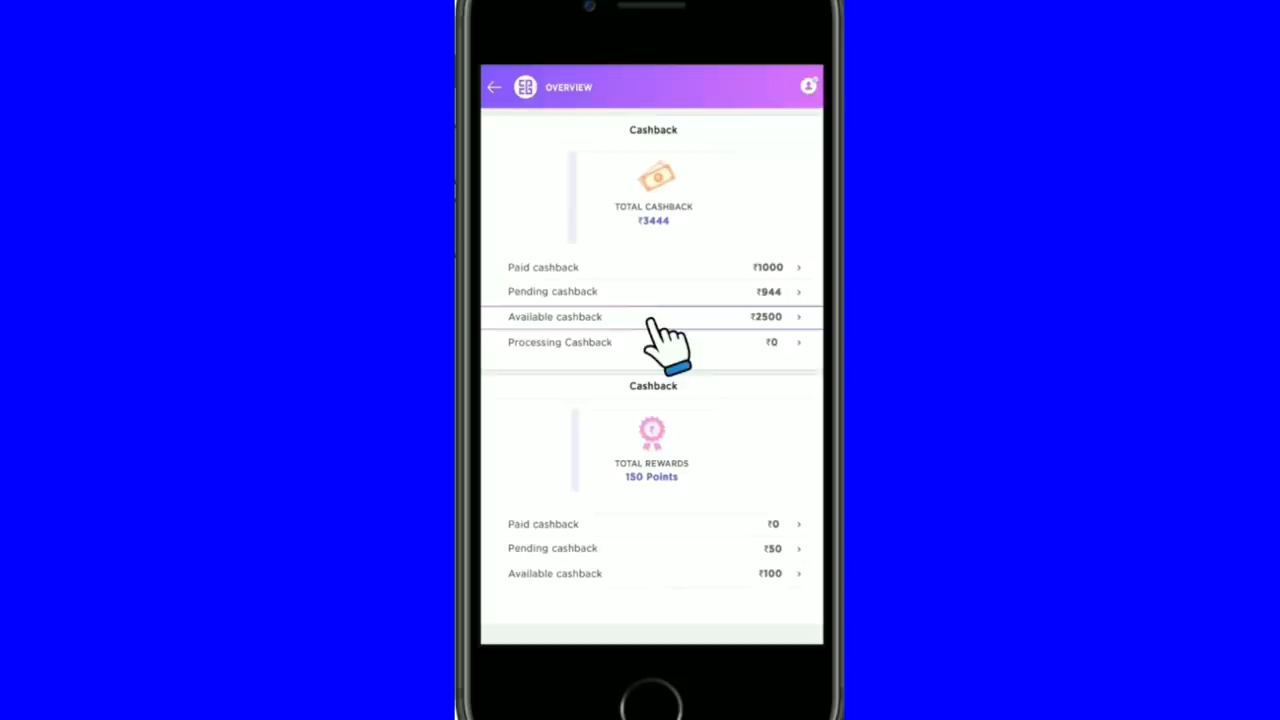 OVERVIEW
Cashback
TOTAL CASHBACK
₹3444
Paid cashback ₹1000 ›
Pending cashback ₹944 ›
Available cashback ₹2500 ›
Processing Cashback ₹0 ›
Cashback
₹
TOTAL REWARDS
150 Points
Paid cashback ₹0 ›
Pending cashback ₹50 ›
Available cashback ₹100 ›